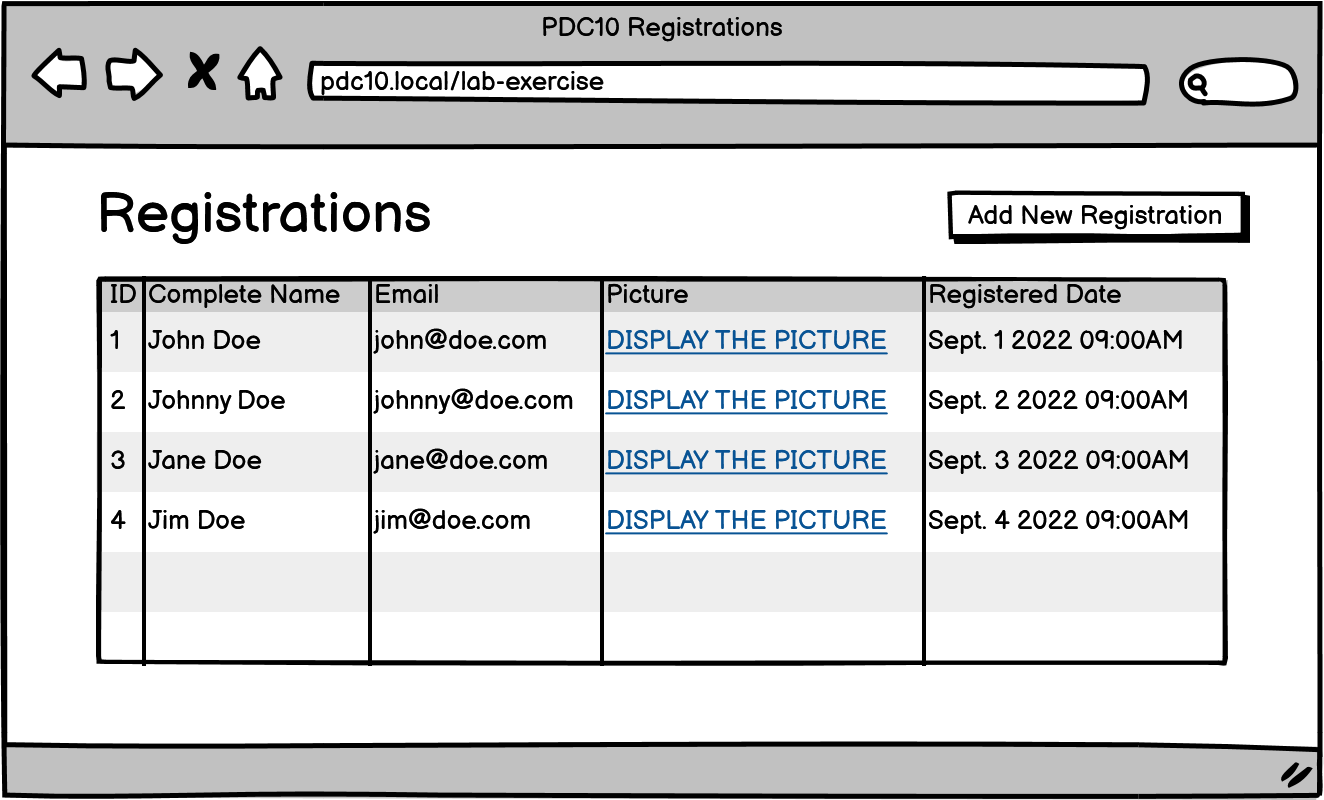 PDC10 Registrations
pdc10.local/lab-exercise
Registrations
Add New Registration
ID Complete Name Email Picture Registered Date
1 John Doe john@doe.com DISPLAY THE PICTURE Sept. 1 2022 09:00AM
2 Johnny Doe johnny@doe.com DISPLAY THE PICTURE Sept. 2 2022 09:00AM
3 Jane Doe jane@doe.com DISPLAY THE PICTURE Sept. 3 2022 09:00AM
4 Jim Doe jim@doe.com DISPLAY THE PICTURE Sept. 4 2022 09:00AM